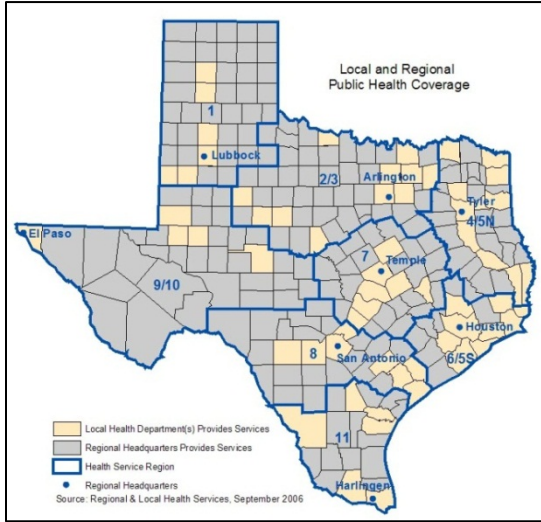 Local and Regional
Public Health Coverage
1
Lubbock
2/3
Arlington
Tyler
4/5N
El Paso
9/10
7
Temple
Houston
6/5S
8
San Antonio
11
Harlingen
Local Health Department(s) Provides Services
Regional Headquarters Provides Services
Health Service Region
Regional Headquarters
Source: Regional & Local Health Services, September 2006